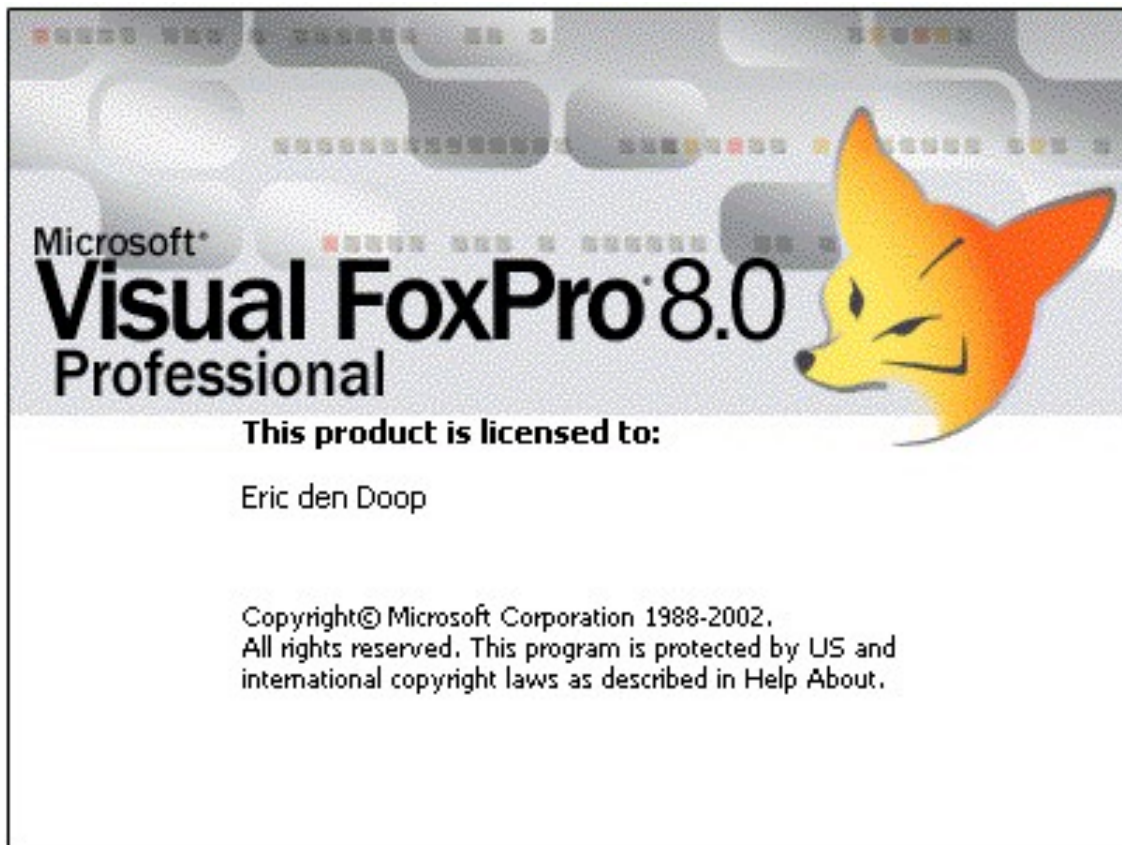 Microsoft®
Visual FoxPro® 8.0
Professional
This product is licensed to:
Eric den Doop
Copyright© Microsoft Corporation 1988-2002.
All rights reserved. This program is protected by US and
international copyright laws as described in Help About.